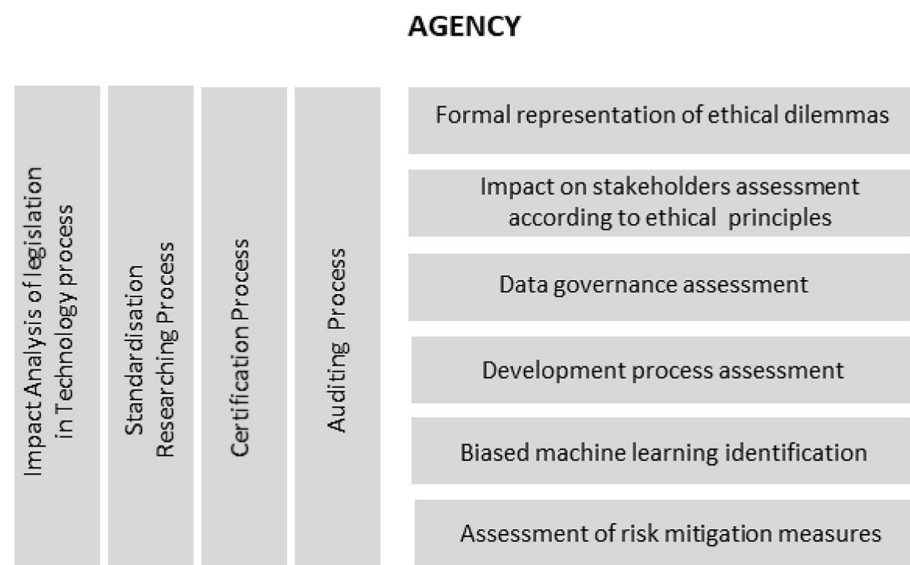 AGENCY
Impact Analysis of legislation
in Technology process
Standardisation
Researching Process
Certification Process
Auditing Process
Formal representation of ethical dilemmas
Impact on stakeholders assessment
according to ethical principles
Data governance assessment
Development process assessment
Biased machine learning identification
Assessment of risk mitigation measures